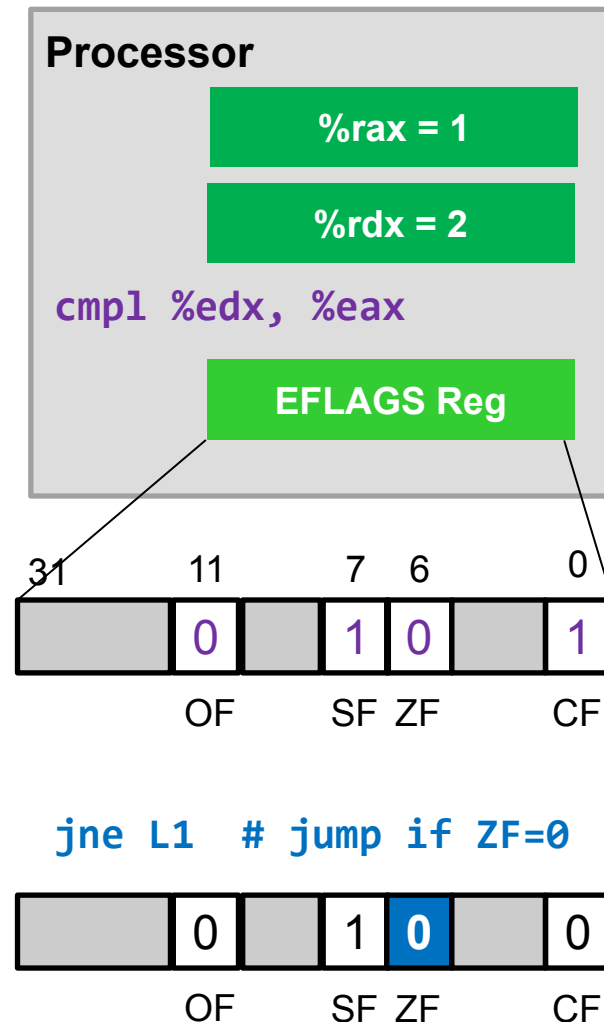 Processor
%rax = 1
%rdx = 2
cmpl %edx, %eax
EFLAGS Reg
31 11 7 6 0
0 1 0 1
OF SF ZF CF
jne L1 # jump if ZF=0
0 1 0 0
OF SF ZF CF